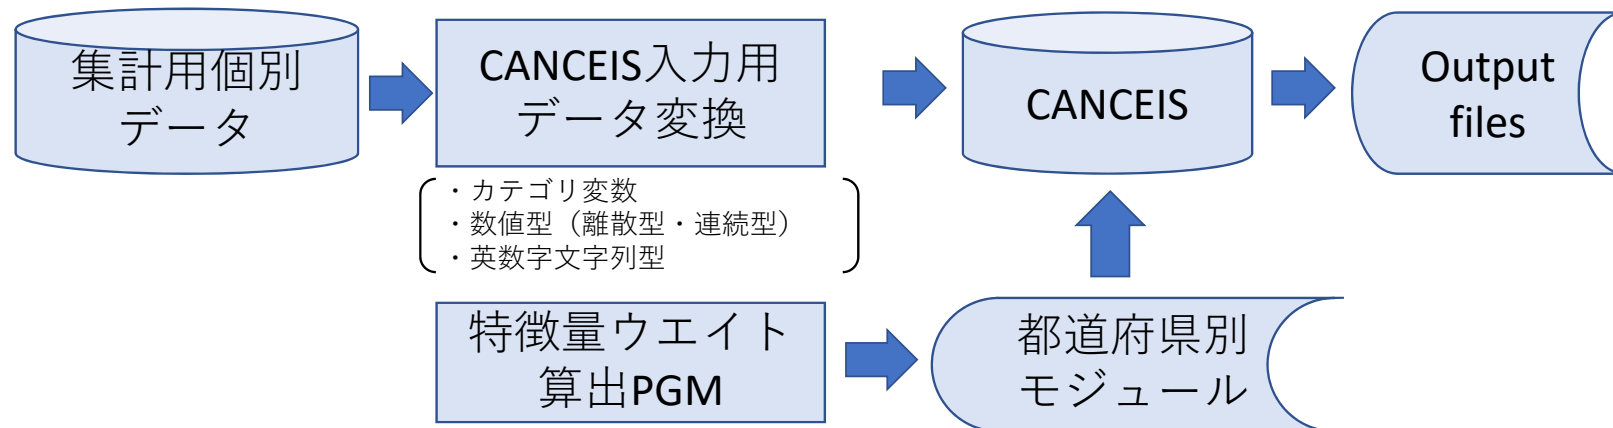 集計用個別
データ
CANCEIS入力用
データ変換
CANCEIS
Output
files
・カテゴリ変数
・数値型（離散型・連続型）
・英数字文字列型
特徴量ウエイト
算出PGM
都道府県別
モジュール